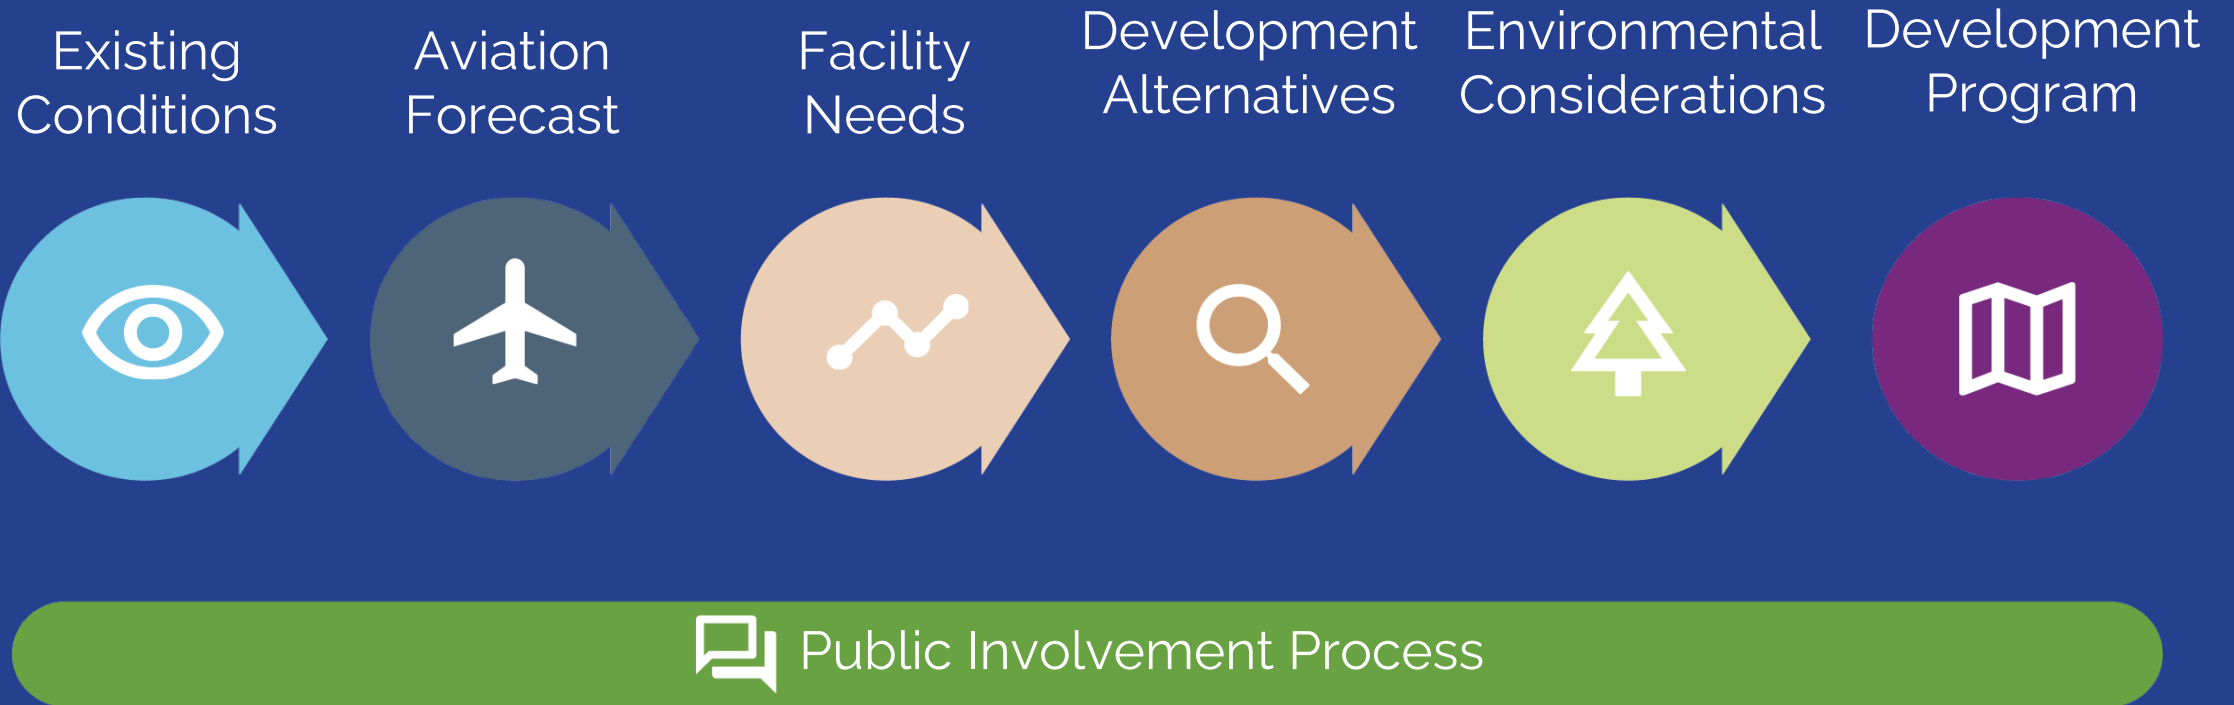 Existing
Conditions
Aviation
Forecast
Facility
Needs
Development
Alternatives
Environmental
Considerations
Development
Program
Public Involvement Process